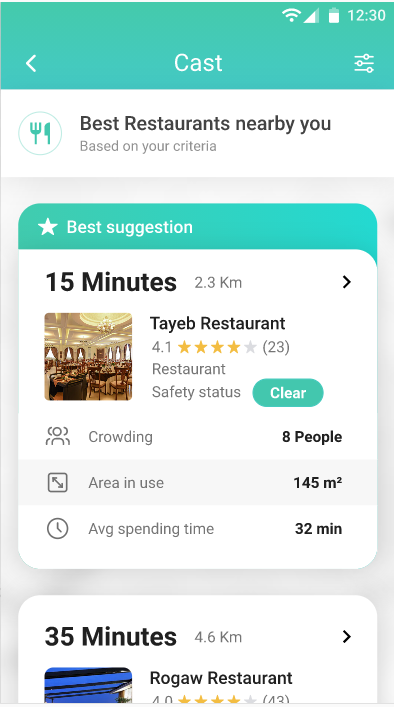 12:30
Cast
Best Restaurants nearby you
Based on your criteria
Best suggestion
15 Minutes 2.3 Km
Tayeb Restaurant
4.1 (23)
Restaurant
Safety status Clear
Crowding 8 People
Area in use 145 m²
Avg spending time 32 min
35 Minutes 4.6 Km
Rogaw Restaurant
4.0 (43)